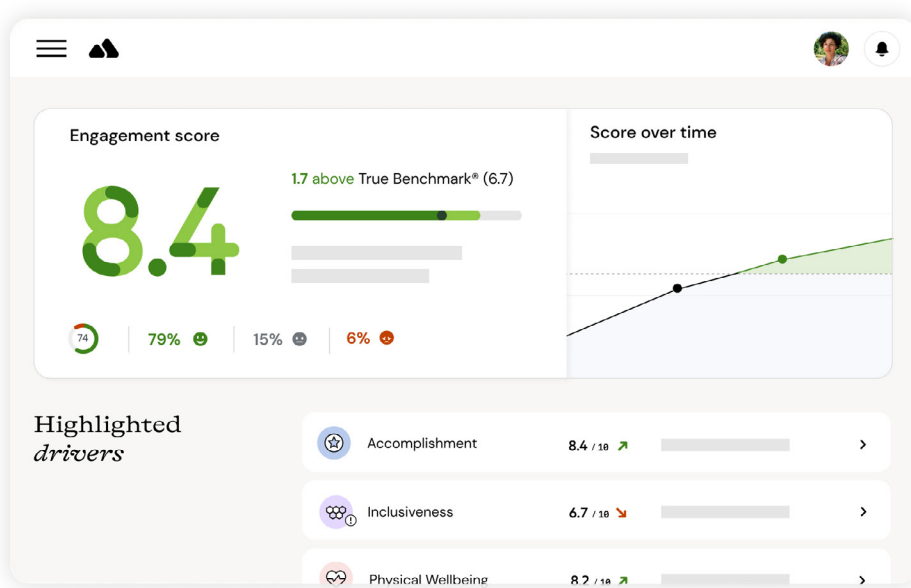 Engagement score
8.4
1.7 above True Benchmark® (6.7)
74
79%
15%
6%
Score over time
Highlighted
drivers
Accomplishment
8.4 / 10
Inclusiveness
6.7 / 10
Physical Wellbeing
8.2 / 10